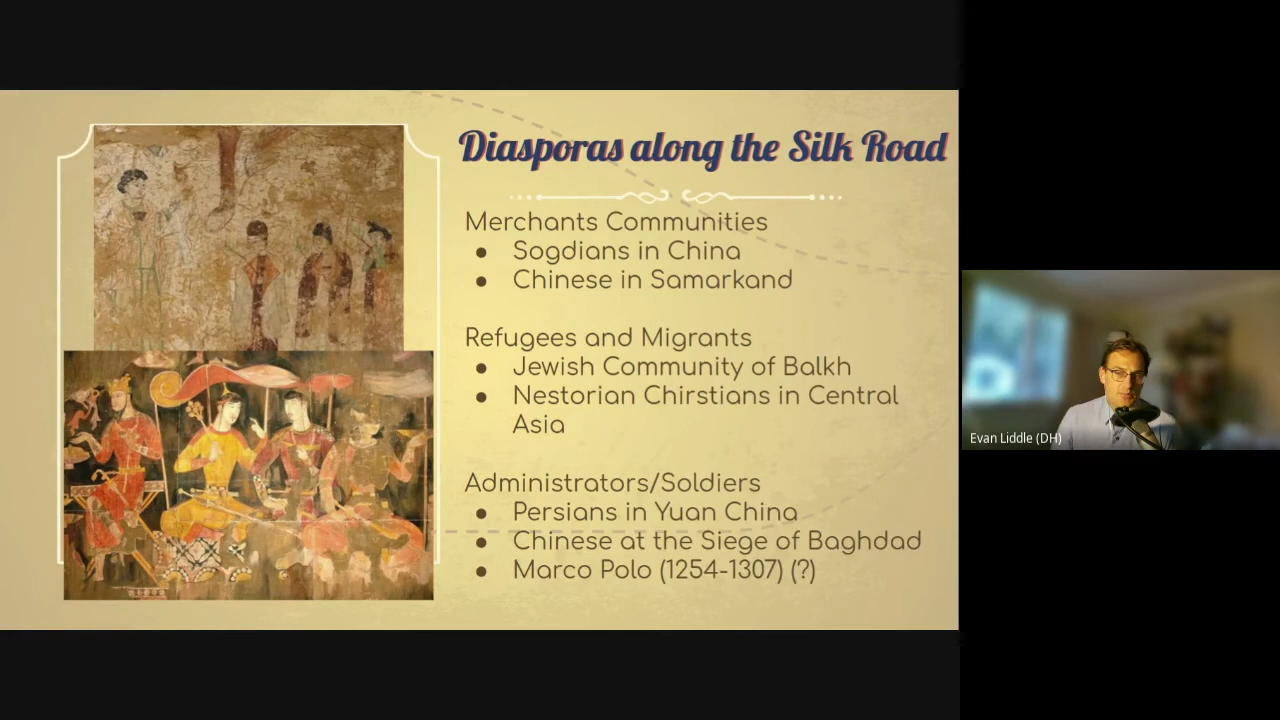 Diasporas along the Silk Road
Merchants Communities
● Sogdians in China
● Chinese in Samarkand
Refugees and Migrants
● Jewish Community of Balkh
● Nestorian Chirstians in Central
Asia
Administrators/Soldiers
● Persians in Yuan China
● Chinese at the Siege of Baghdad
● Marco Polo (1254-1307) (?)
Evan Liddle (DH)